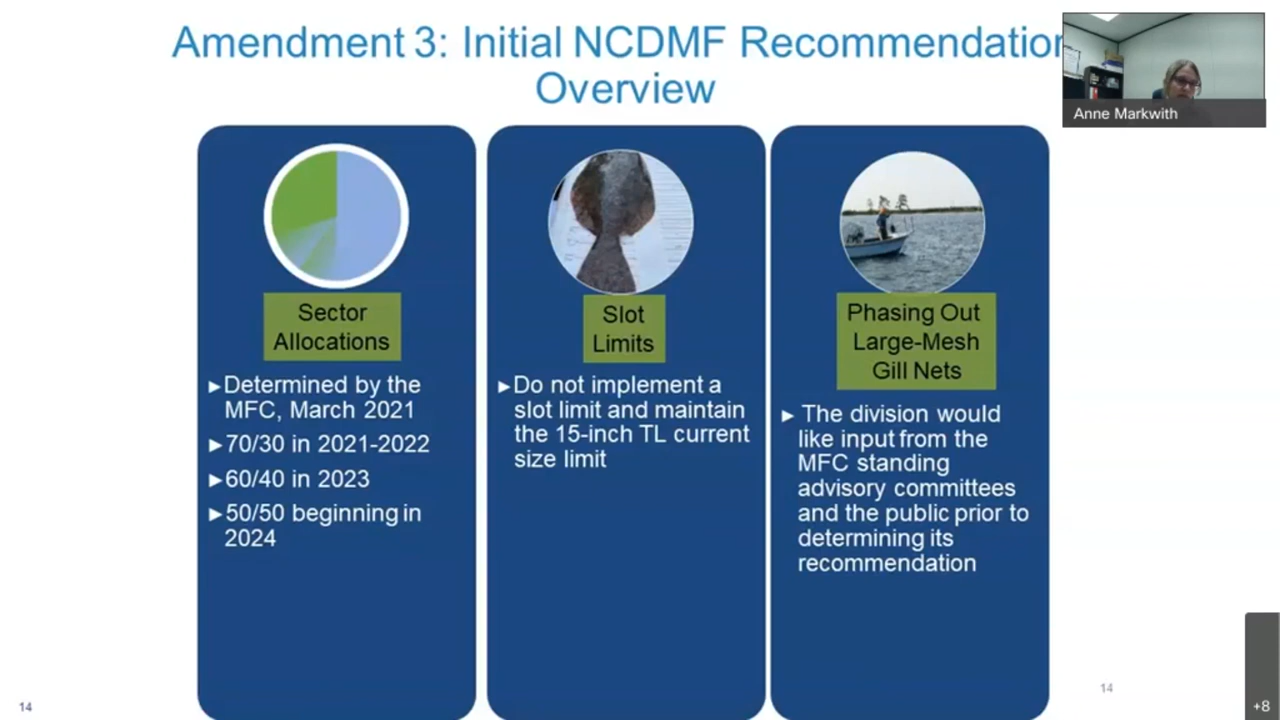 Amendment 3: Initial NCDMF Recommendation
Overview
Anne Markwith
Sector
Allocations
►Determined by the
MFC, March 2021
►70/30 in 2021-2022
►60/40 in 2023
►50/50 beginning in
2024
Slot
Limits
►Do not implement a
slot limit and maintain
the 15-inch TL current
size limit
Phasing Out
Large-Mesh
Gill Nets
► The division would
like input from the
MFC standing
advisory committees
and the public prior to
determining its
recommendation
14
14
+8